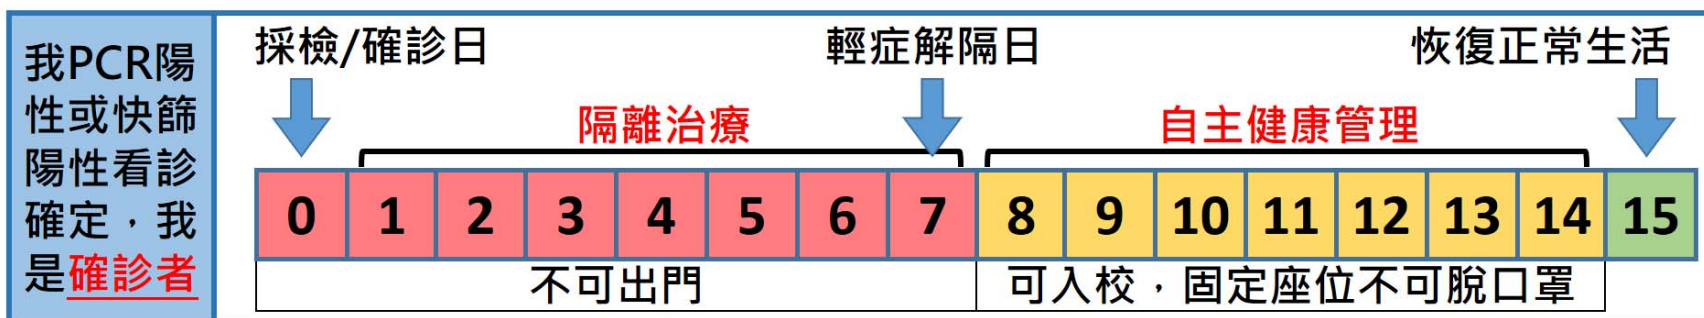 我PCR陽
性或快篩
陽性看診
確定，我
是確診者
採檢/確診日
輕症解隔日
恢復正常生活
隔離治療
自主健康管理
0 1 2 3 4 5 6 7 8 9 10 11 12 13 14 15
不可出門
可入校，固定座位不可脫口罩